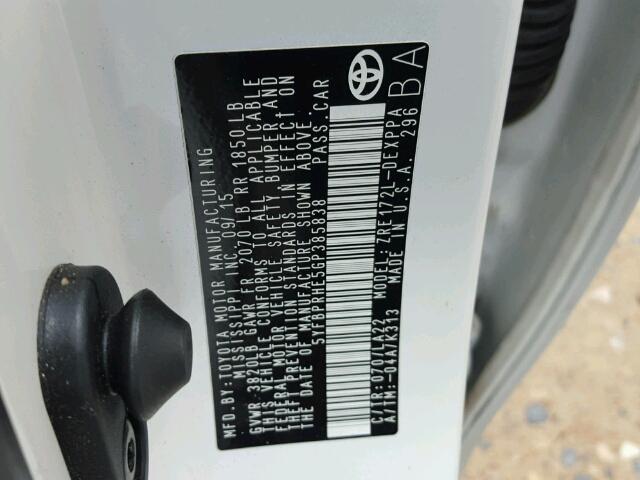 MFD.BY: TOYOTA MOTOR MANUFACTURING
MISSISSIPPI INC. 09/15
GVWR 3820LB GAWR FR 2070 LB RR 1850 LB
THIS VEHICLE CONFORMS TO ALL APPLICABLE
FEDERAL MOTOR VEHICLE SAFETY, BUMPER, AND
THEFT PREVENTION STANDARDS IN EFFECT ON
THE DATE OF MANUFACTURE SHOWN ABOVE.
5YFBPRHE5GP385838 PASS.CAR
C/TR: 070/LA22 MODEL: ZRE172L-DEXPPA
A/TM: -04A/K313 MADE IN U.S.A. 296
BA